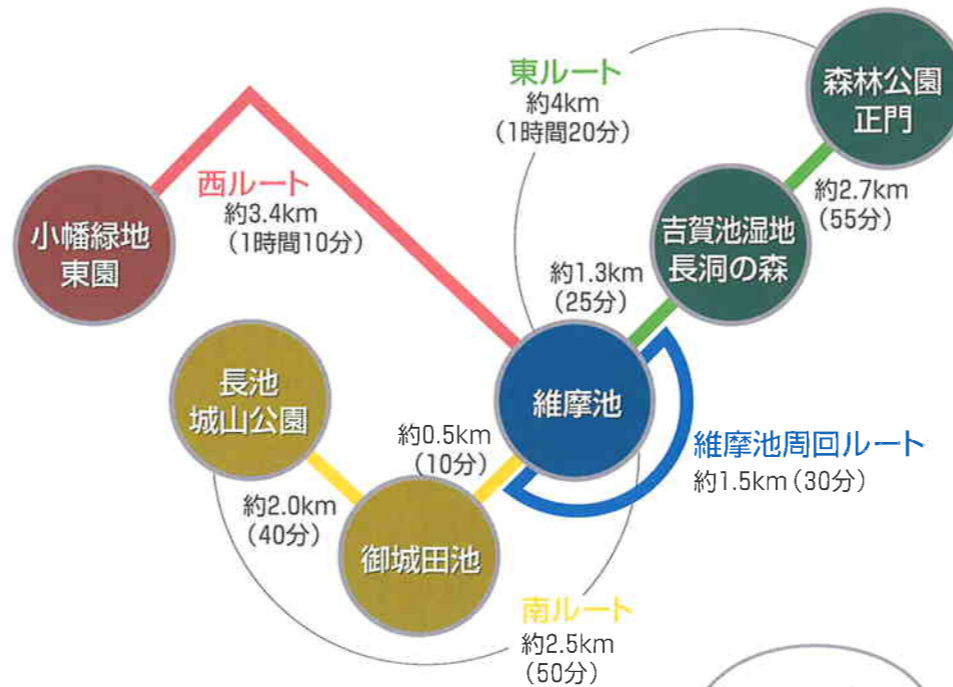 東ルート
約4km
(1時間20分)
森林公園
正門
西ルート
約3.4km
(1時間10分)
小幡緑地
東園
約2.7km
(55分)
吉賀池湿地
長洞の森
約1.3km
(25分)
長池
城山公園
維摩池
約0.5km
(10分)
維摩池周回ルート
約1.5km(30分)
約2.0km
(40分)
御城田池
南ルート
約2.5km
(50分)